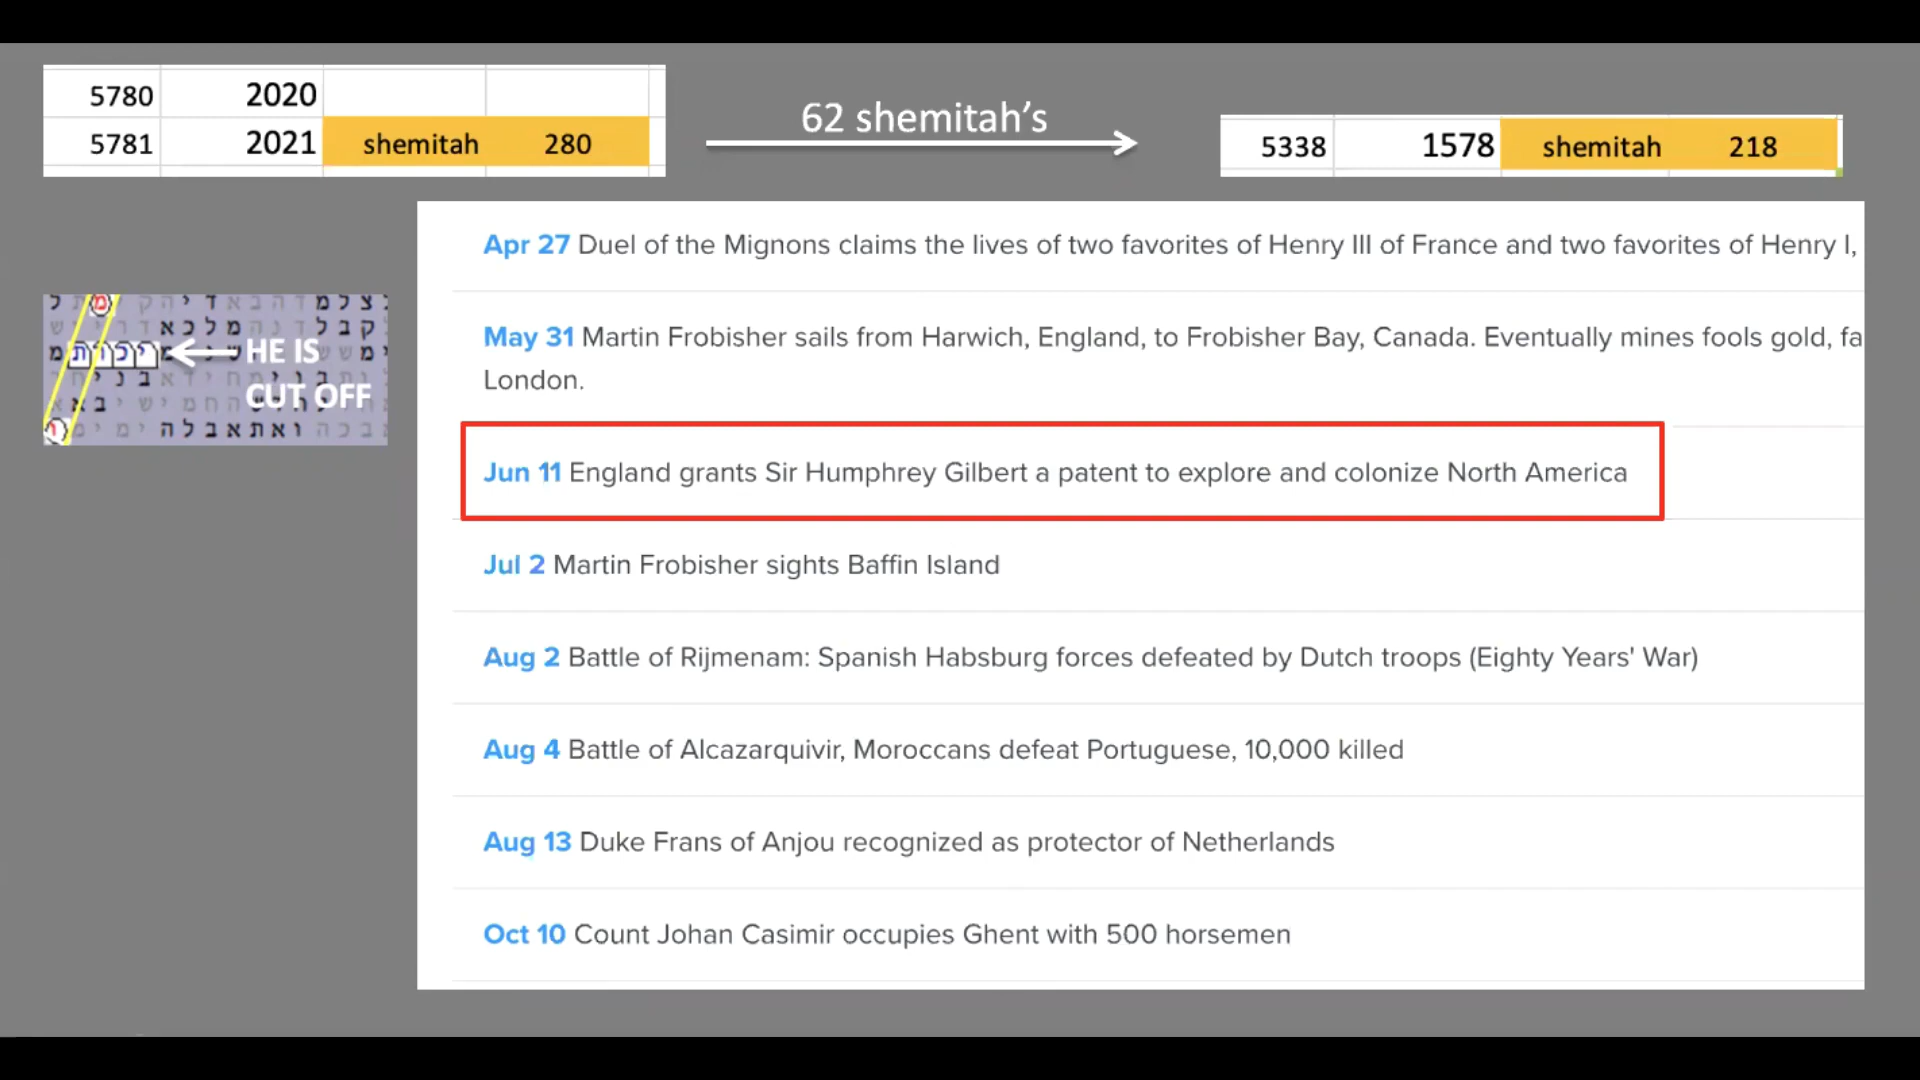 5780 2020
5781 2021 shemitah 280
62 shemitah's
5338 1578 shemitah 218
Apr 27 Duel of the Mignons claims the lives of two favorites of Henry III of France and two favorites of Henry I,
May 31 Martin Frobisher sails from Harwich, England, to Frobisher Bay, Canada. Eventually mines fools gold, fa
London.
Jun 11 England grants Sir Humphrey Gilbert a patent to explore and colonize North America
Jul 2 Martin Frobisher sights Baffin Island
Aug 2 Battle of Rijmenam: Spanish Habsburg forces defeated by Dutch troops (Eighty Years' War)
Aug 4 Battle of Alcazarquivir, Moroccans defeat Portuguese, 10,000 killed
Aug 13 Duke Frans of Anjou recognized as protector of Netherlands
Oct 10 Count Johan Casimir occupies Ghent with 500 horsemen
יכרת
HE IS
CUT OFF